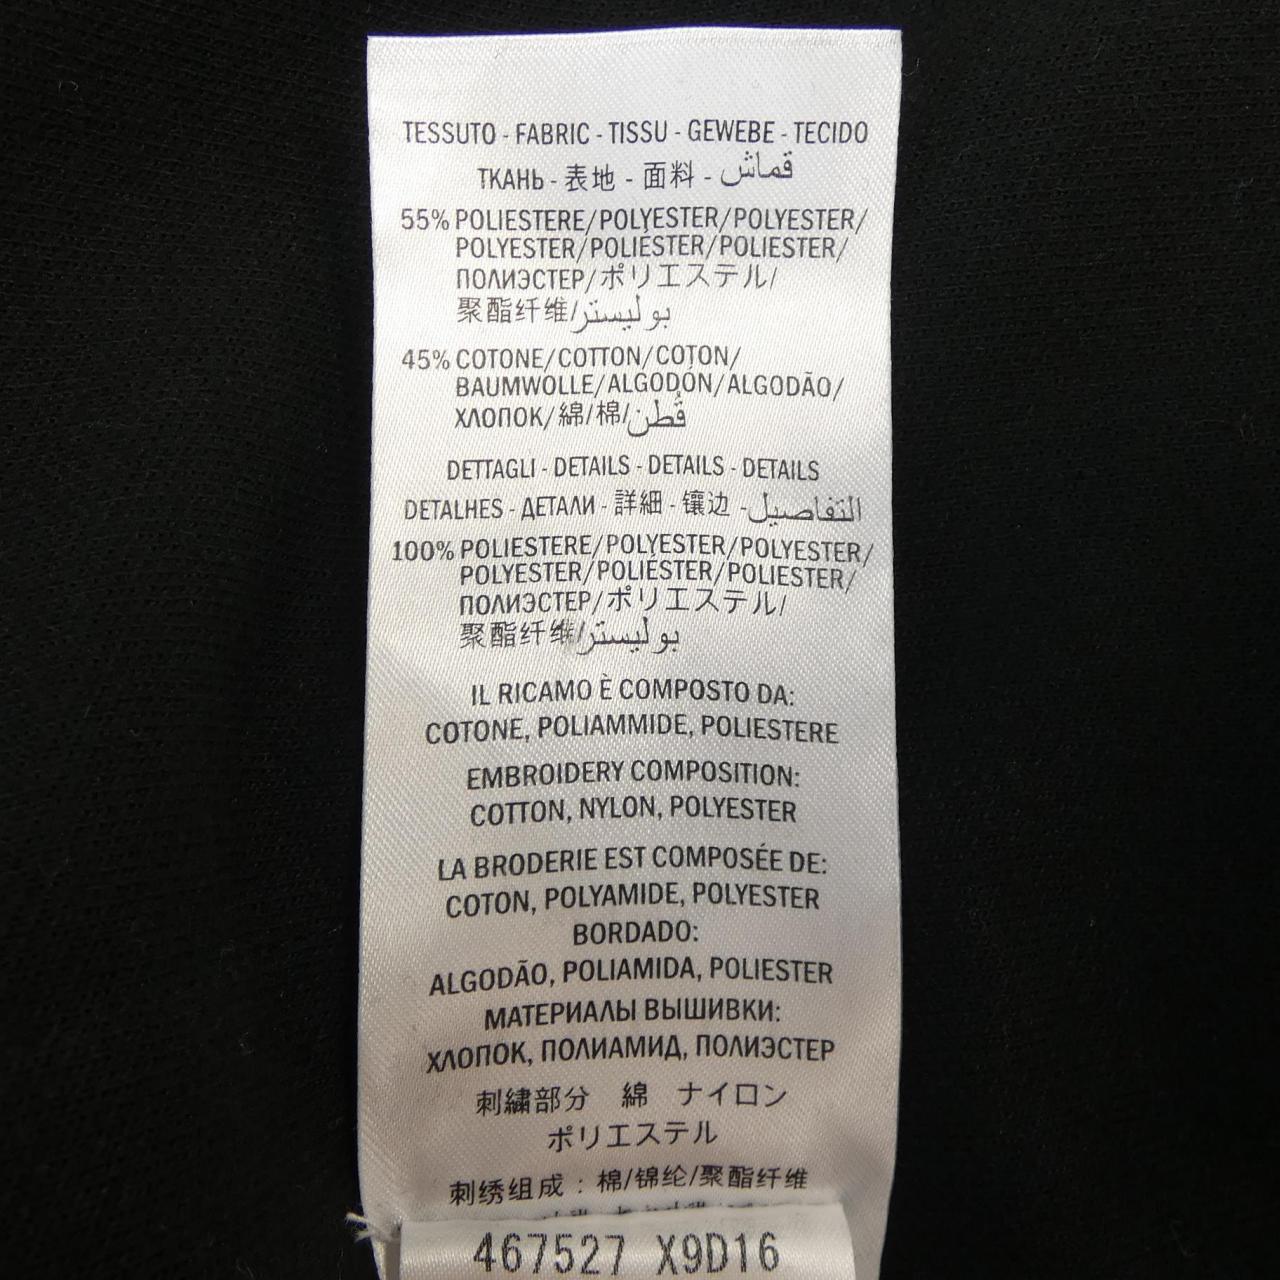 TESSUTO - FABRIC - TISSU - GEWEBE - TECIDO
ТКАНЬ - 表地 - 面料 - قماش
55% POLIESTERE/POLYESTER/POLYESTER/
POLYESTER/POLIÉSTER/POLIESTER/
ПОЛИЭСТЕР/ポリエステル/
聚酯纤维/بوليستر
45% COTONE/COTTON/COTON/
BAUMWOLLE/ALGODÓN/ALGODÃO/
ХЛОПОК/綿/棉/قُطن
DETTAGLI - DETAILS - DETAILS - DETAILS
DETALHES - ДЕТАЛИ - 詳細 - 镶边 - التفاصيل
100% POLIESTERE/POLYESTER/POLYESTER/
POLYESTER/POLIÉSTER/POLIESTER/
ПОЛИЭСТЕР/ポリエステル/
聚酯纤维/بوليستر
IL RICAMO È COMPOSTO DA:
COTONE, POLIAMMIDE, POLIESTERE
EMBROIDERY COMPOSITION:
COTTON, NYLON, POLYESTER
LA BRODERIE EST COMPOSÉE DE:
COTON, POLYAMIDE, POLYESTER
BORDADO:
ALGODÃO, POLIAMIDA, POLIESTER
МАТЕРИАЛЫ ВЫШИВКИ:
ХЛОПОК, ПОЛИАМИД, ПОЛИЭСТЕР
刺繍部分 綿 ナイロン
ポリエステル
刺绣组成：棉/锦纶/聚酯纤维
467527 X9D16